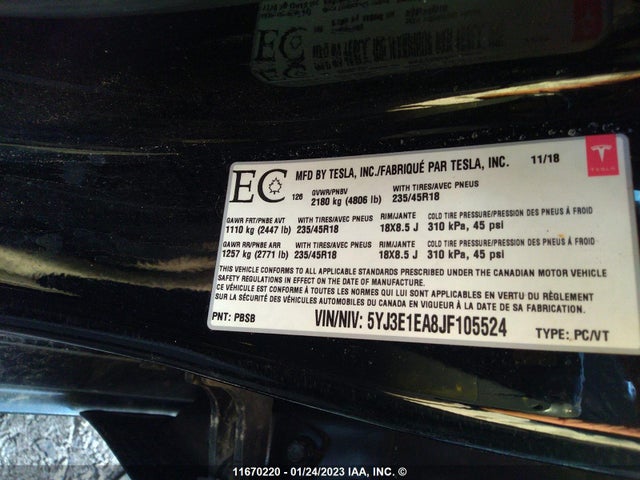 MFD BY TESLA, INC./FABRIQUÉ PAR TESLA, INC. 11/18
EC 126
GVWR/PNBV WITH TIRES/AVEC PNEUS
2180 kg (4806 lb) 235/45R18
TESLA
GAWR FRT/PNBE AVT WITH TIRES/AVEC PNEUS RIM/JANTE COLD TIRE PRESSURE/PRESSION DES PNEUS À FROID
1110 kg (2447 lb) 235/45R18 18X8.5 J 310 kPa, 45 psi
GAWR RR/PNBE ARR WITH TIRES/AVEC PNEUS RIM/JANTE COLD TIRE PRESSURE/PRESSION DES PNEUS À FROID
1257 kg (2771 lb) 235/45R18 18X8.5 J 310 kPa, 45 psi
THIS VEHICLE CONFORMS TO ALL APPLICABLE STANDARDS PRESCRIBED UNDER THE CANADIAN MOTOR VEHICLE
SAFETY REGULATIONS IN EFFECT ON THE DATE OF MANUFACTURE
CE VÉHICULE EST CONFORME À TOUTES LES NORMES QUI LUI SONT APPLICABLES EN VERTU DU RÈGLEMENT
SUR LA SÉCURITÉ DES VÉHICULES AUTOMOBILES DU CANADA EN VIGUEUR À LA DATE DE SA FABRICATION.
PNT: PBSB VIN/NIV: 5YJ3E1EA8JF105524 TYPE: PC/VT
11670220 - 01/24/2023 IAA, INC. ©